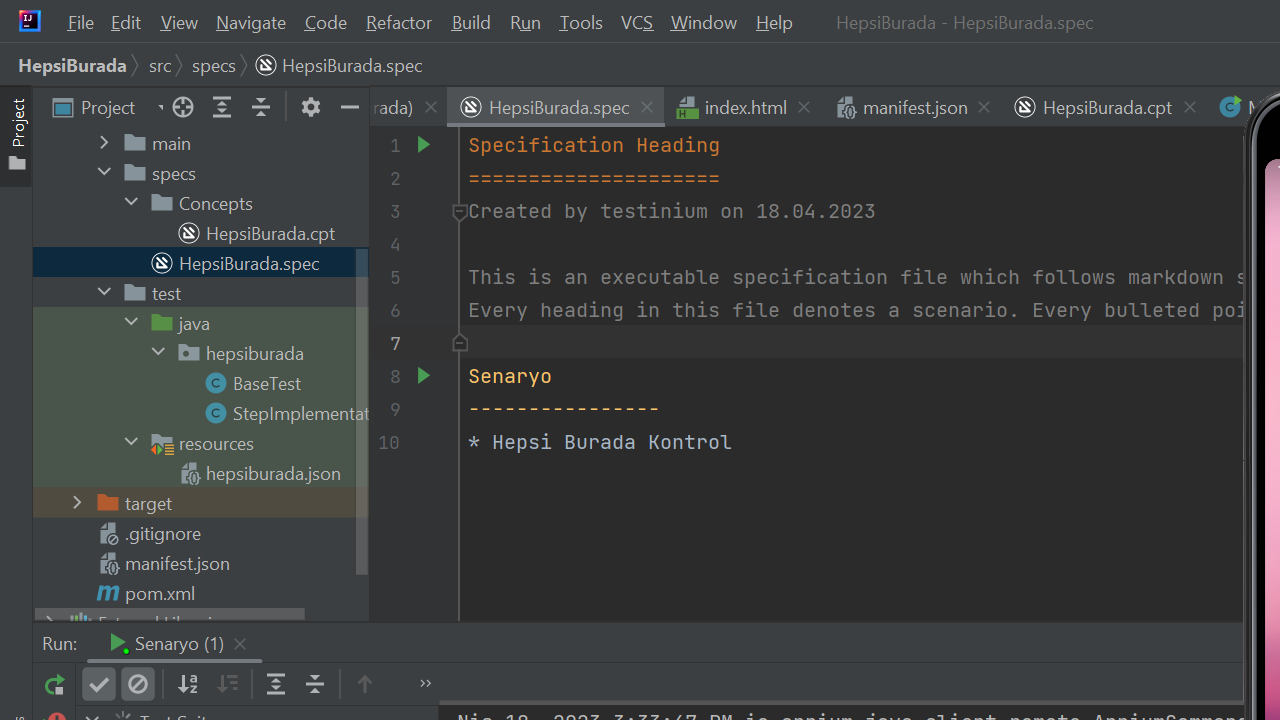 File Edit View Navigate Code Refactor Build Run Tools VCS Window Help HepsiBurada - HepsiBurada.spec
HepsiBurada src specs HepsiBurada.spec
Project
Project
rada) HepsiBurada.spec index.html manifest.json HepsiBurada.cpt
main
specs
Concepts
HepsiBurada.cpt
HepsiBurada.spec
test
java
hepsiburada
BaseTest
StepImplementat
resources
hepsiburada.json
target
.gitignore
manifest.json
pom.xml
1 Specification Heading
2 =====================
3 Created by testinium on 18.04.2023
4
5 This is an executable specification file which follows markdown s
6 Every heading in this file denotes a scenario. Every bulleted poi
7
8 Senaryo
9 ----------------
10 * Hepsi Burada Kontrol
Run: Senaryo (1)